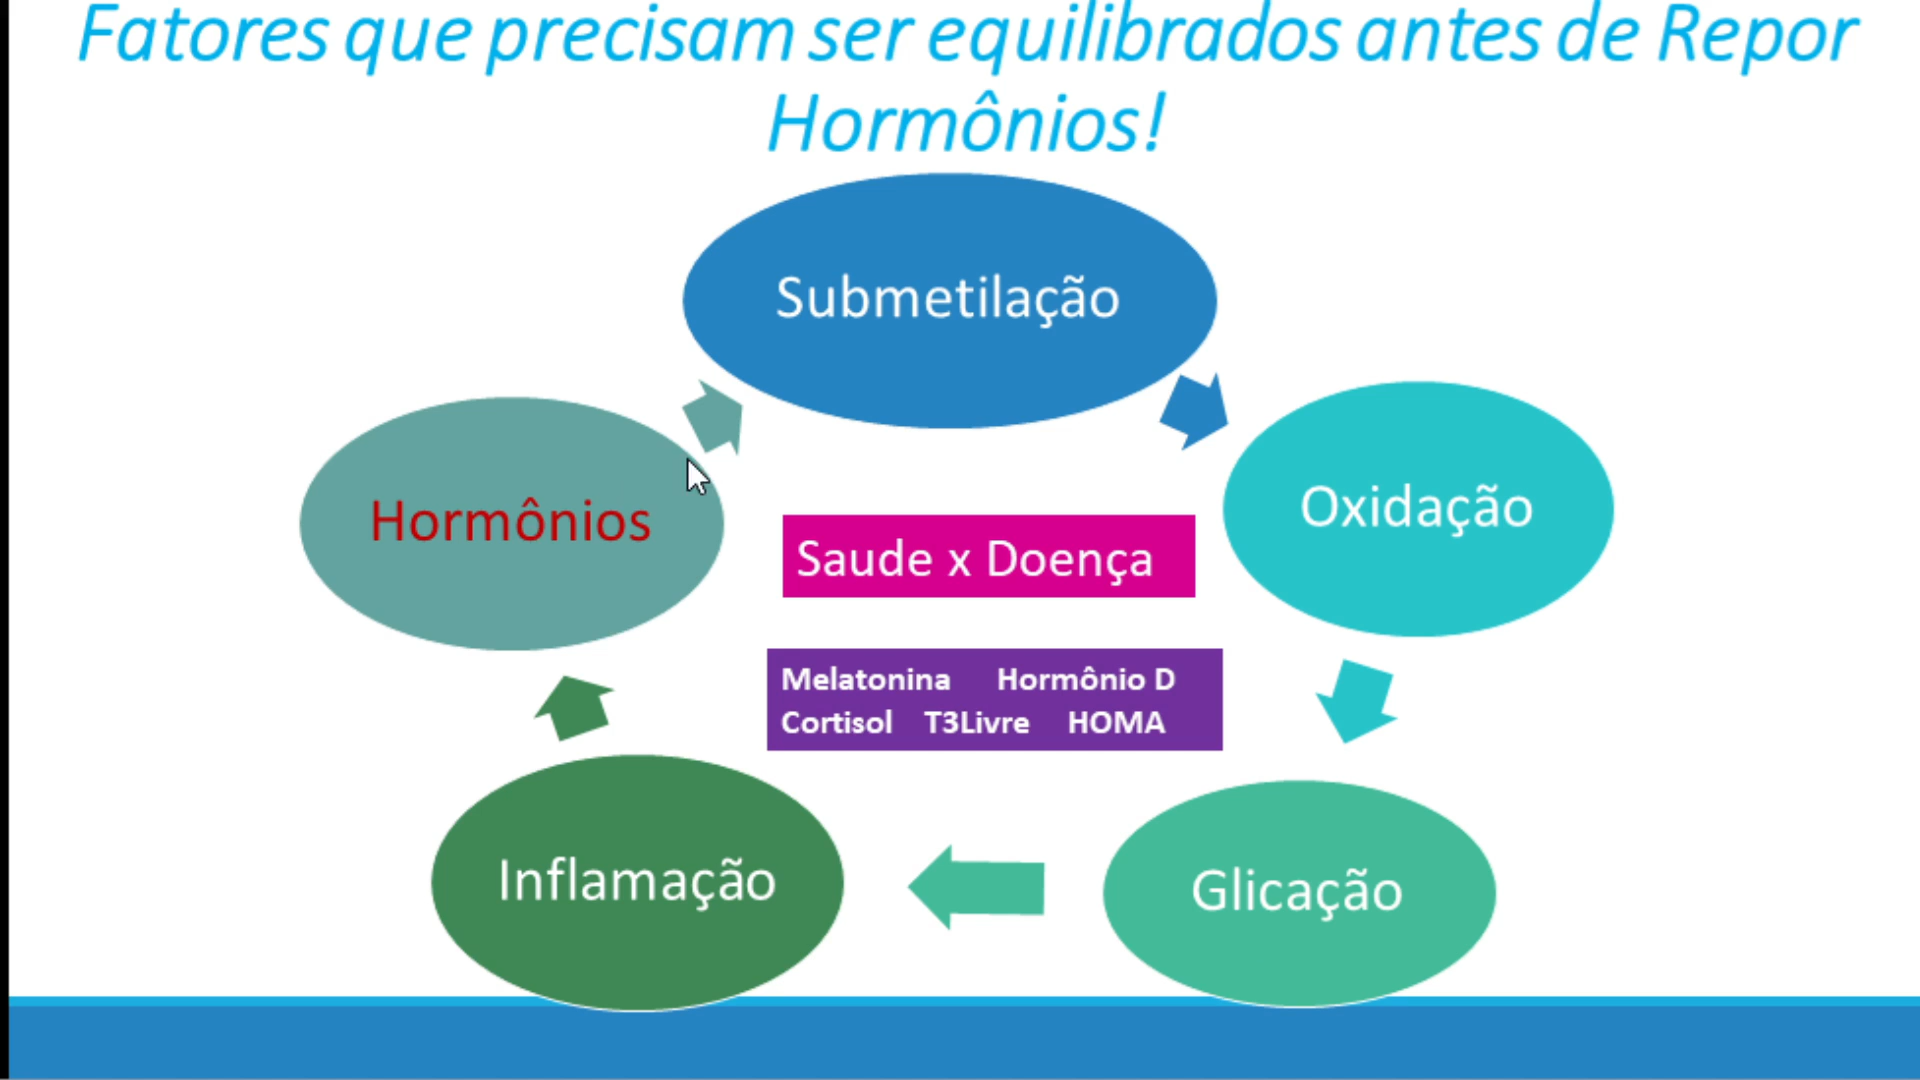 Fatores que precisam ser equilibrados antes de Repor
Hormônios!
Submetilação
Oxidação
Hormônios
Saude x Doença
Melatonina Hormônio D
Cortisol T3Livre HOMA
Inflamação
Glicação